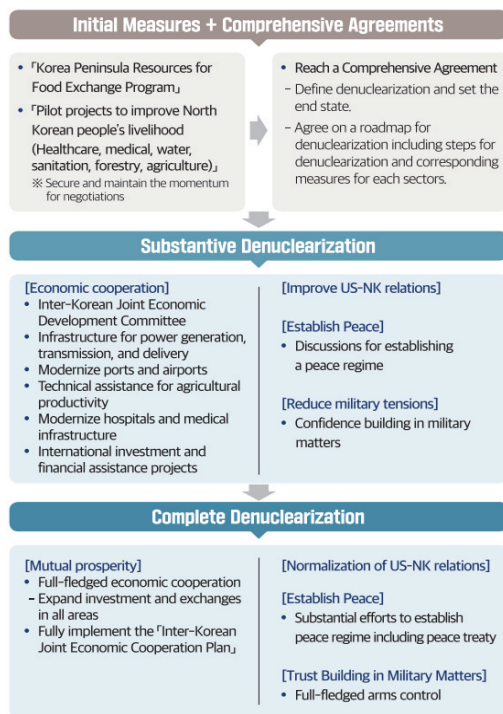 Initial Measures + Comprehensive Agreements
• 「Korea Peninsula Resources for
Food Exchange Program」
• 「Pilot projects to improve North
Korean people's livelihood
(Healthcare, medical, water,
sanitation, forestry, agriculture)」
※ Secure and maintain the momentum
for negotiations
• Reach a Comprehensive Agreement
– Define denuclearization and set the
end state.
– Agree on a roadmap for
denuclearization including steps for
denuclearization and corresponding
measures for each sectors.
Substantive Denuclearization
[Economic cooperation]
• Inter-Korean Joint Economic
Development Committee
• Infrastructure for power generation,
transmission, and delivery
• Modernize ports and airports
• Technical assistance for agricultural
productivity
• Modernize hospitals and medical
infrastructure
• International investment and
financial assistance projects
[Improve US-NK relations]
[Establish Peace]
• Discussions for establishing
a peace regime
[Reduce military tensions]
• Confidence building in military
matters
Complete Denuclearization
[Mutual prosperity]
• Full-fledged economic cooperation
– Expand investment and exchanges
in all areas
• Fully implement the 「Inter-Korean
Joint Economic Cooperation Plan」
[Normalization of US-NK relations]
[Establish Peace]
• Substantial efforts to establish
peace regime including peace treaty
[Trust Building in Military Matters]
• Full-fledged arms control